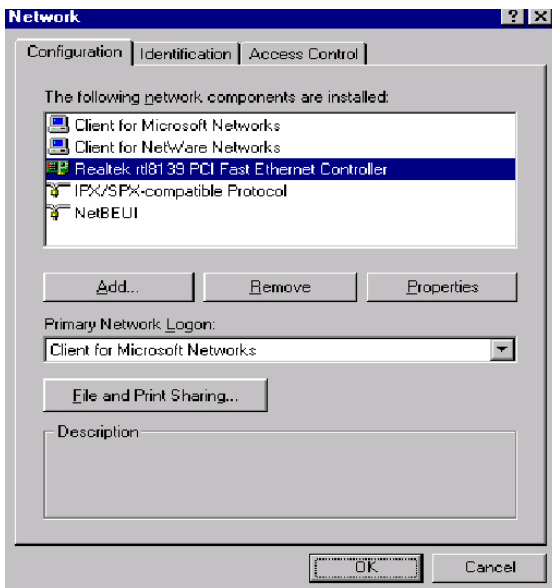 Network
Configuration Identification Access Control
The following network components are installed:
Client for Microsoft Networks
Client for NetWare Networks
Realtek rtl8139 PCI Fast Ethernet Controller
IPX/SPX-compatible Protocol
NetBEUI
Add... Remove Properties
Primary Network Logon:
Client for Microsoft Networks
File and Print Sharing...
Description
OK Cancel